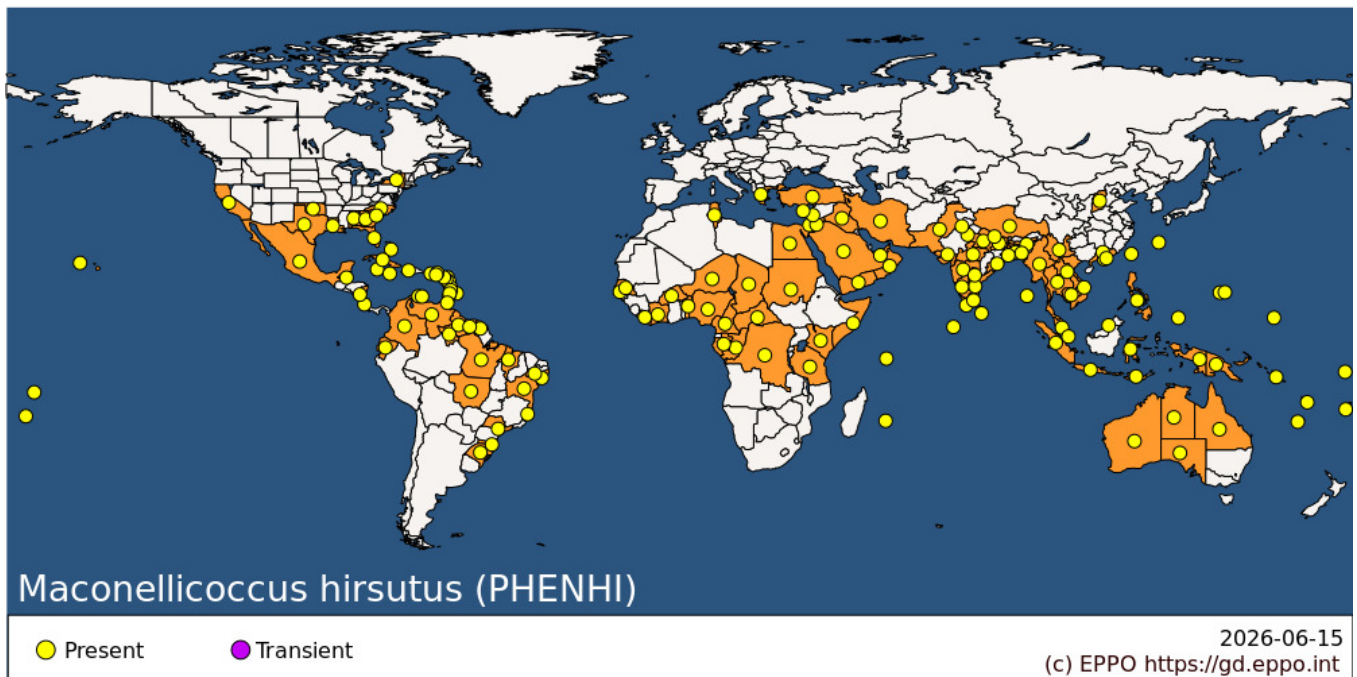 Maconellicoccus hirsutus (PHENHI)
Present
Transient
2026-06-15
(c) EPPO https://gd.eppo.int